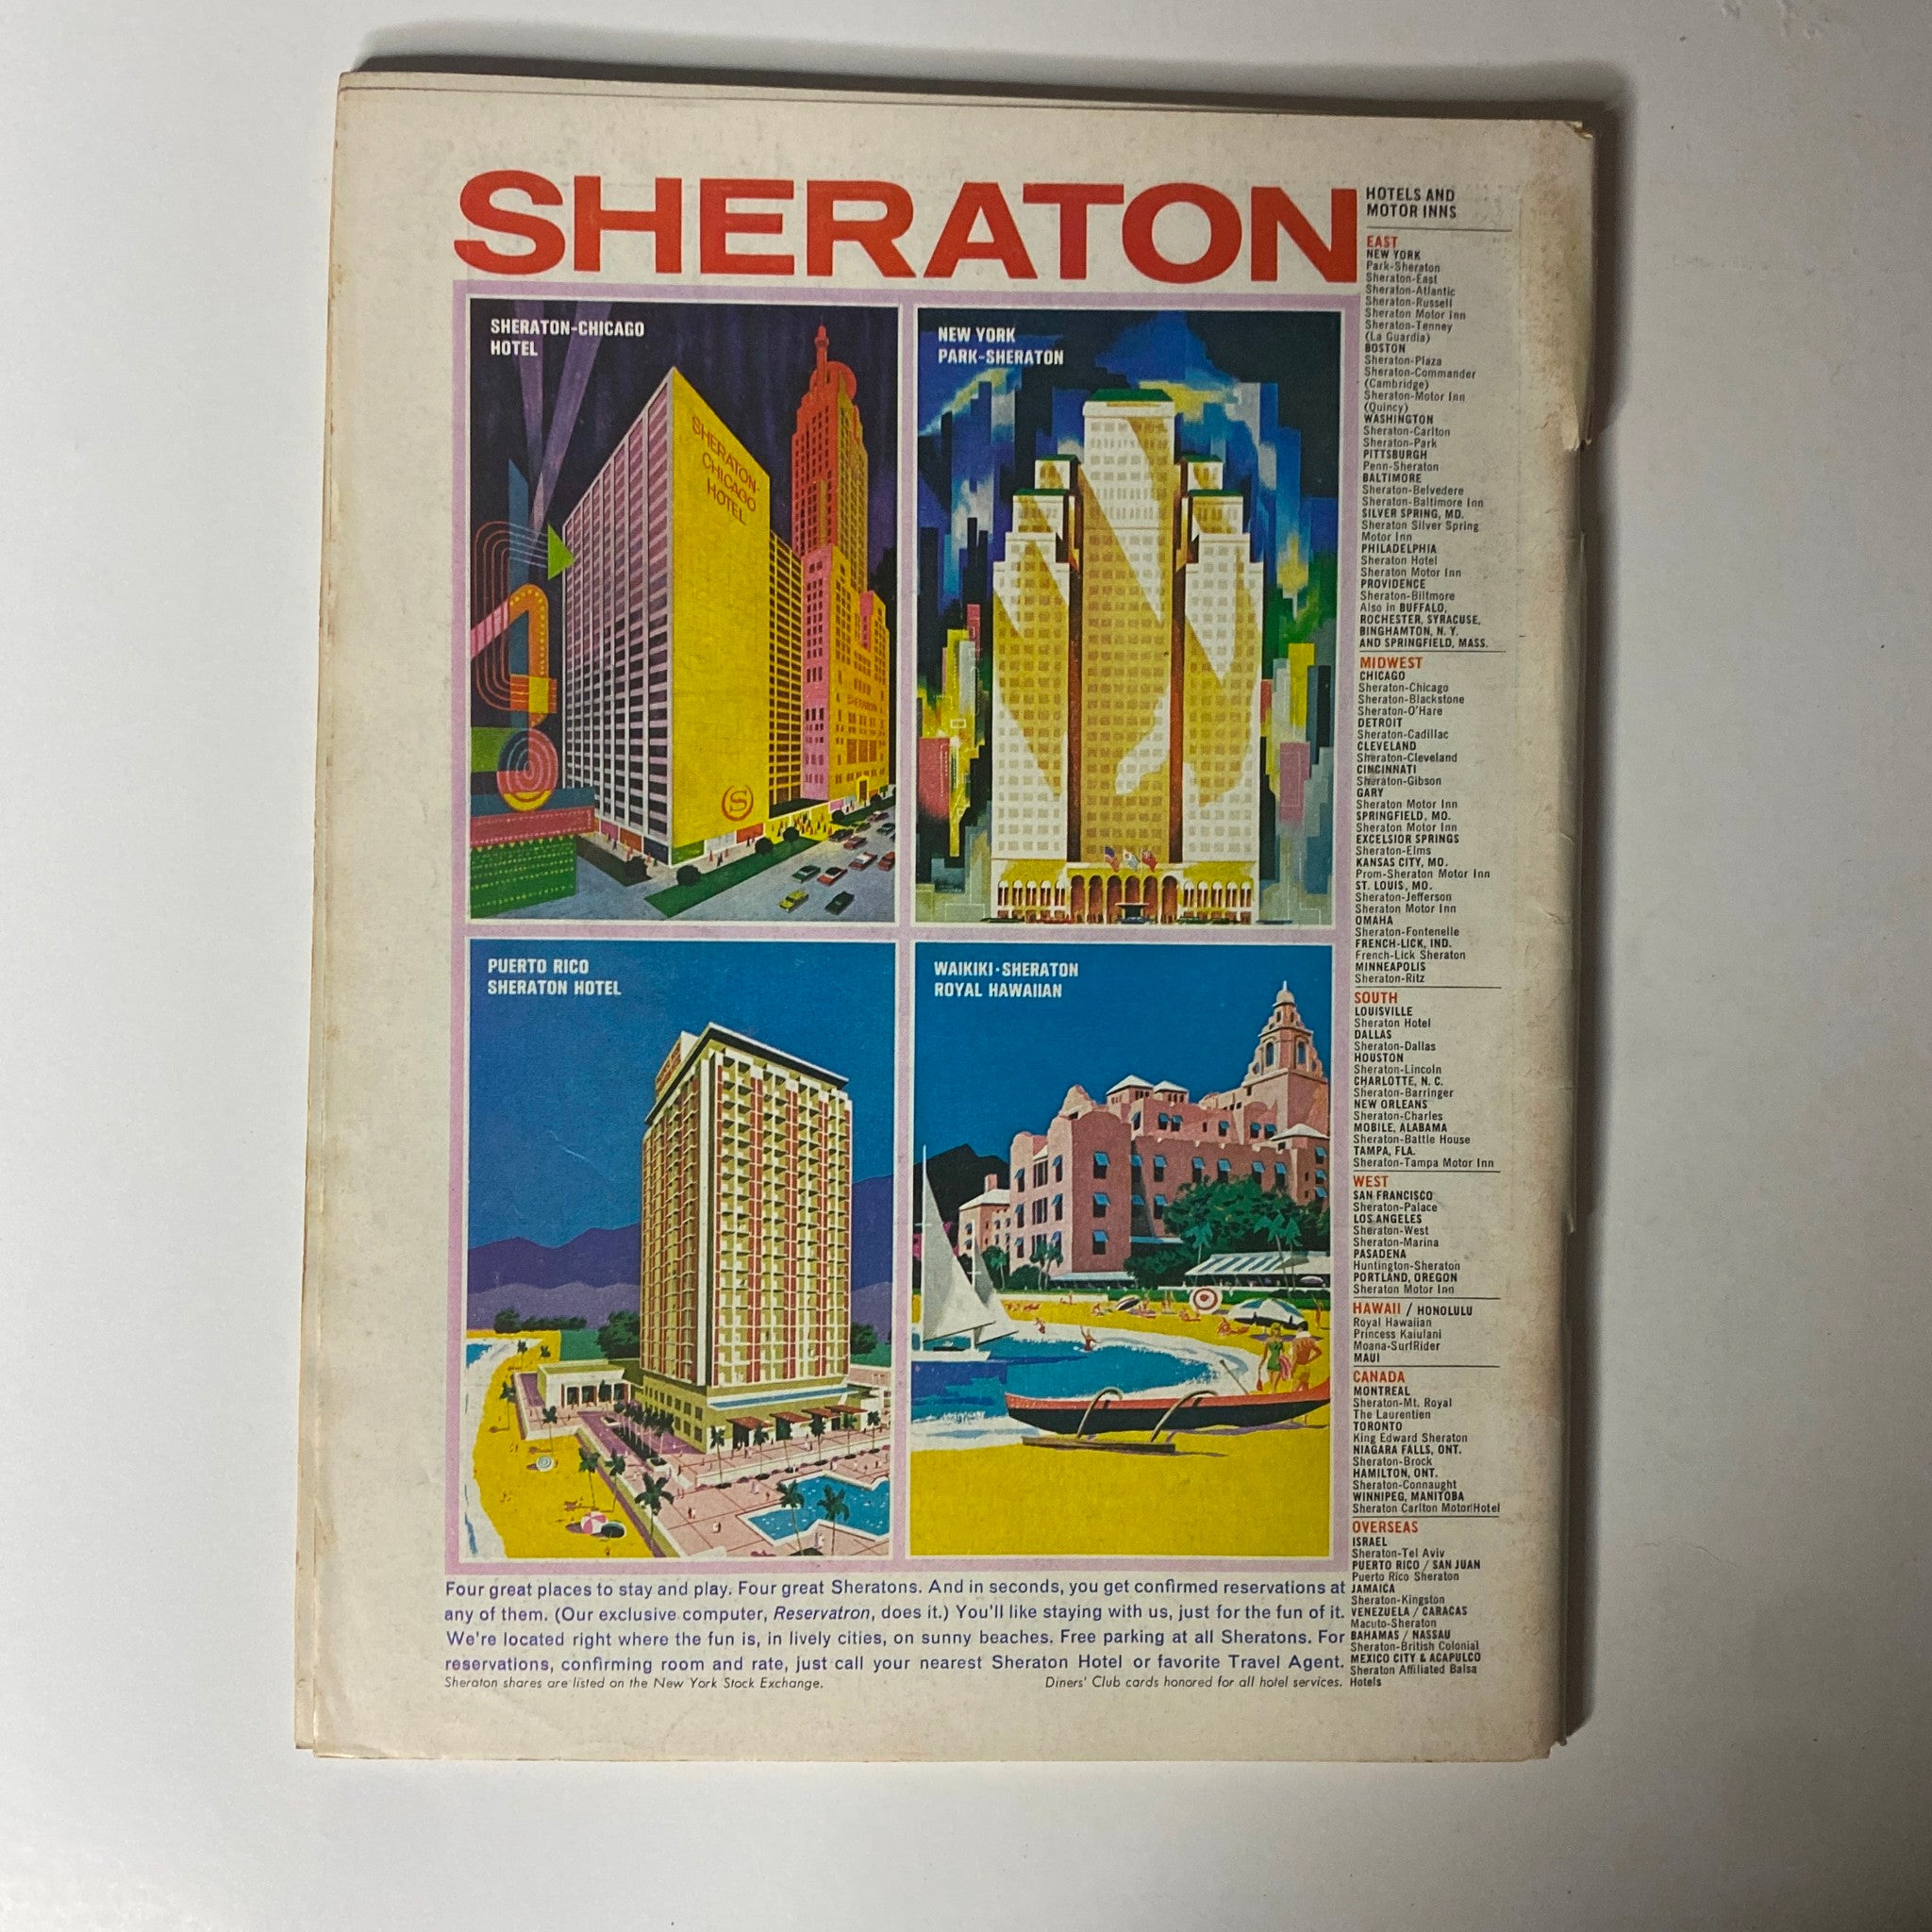 SHERATON
HOTELS AND
MOTOR INNS
SHERATON-CHICAGO
HOTEL
SHERATON-
CHICAGO
HOTEL
SHERATON
S
NEW YORK
PARK-SHERATON
PUERTO RICO
SHERATON HOTEL
WAIKIKI·SHERATON
ROYAL HAWAIIAN
Four great places to stay and play. Four great Sheratons. And in seconds, you get confirmed reservations at
any of them. (Our exclusive computer, Reservatron, does it.) You'll like staying with us, just for the fun of it.
We're located right where the fun is, in lively cities, on sunny beaches. Free parking at all Sheratons. For
reservations, confirming room and rate, just call your nearest Sheraton Hotel or favorite Travel Agent.
Sheraton shares are listed on the New York Stock Exchange.
Diners' Club cards honored for all hotel services.
EAST
NEW YORK
Park-Sheraton
Sheraton-East
Sheraton-Atlantic
Sheraton-Russell
Sheraton Motor Inn
Sheraton-Tenney
(La Guardia)
BOSTON
Sheraton-Plaza
Sheraton-Commander
(Cambridge)
Sheraton-Motor Inn
(Quincy)
WASHINGTON
Sheraton-Carlton
Sheraton-Park
PITTSBURGH
Penn-Sheraton
BALTIMORE
Sheraton-Belvedere
Sheraton-Baltimore Inn
SILVER SPRING, MD.
Sheraton Silver Spring
Motor Inn
PHILADELPHIA
Sheraton Hotel
Sheraton Motor Inn
PROVIDENCE
Sheraton-Biltmore
Also in BUFFALO,
ROCHESTER, SYRACUSE,
BINGHAMTON, N. Y.
AND SPRINGFIELD, MASS.
MIDWEST
CHICAGO
Sheraton-Chicago
Sheraton-Blackstone
Sheraton-O'Hare
DETROIT
Sheraton-Cadillac
CLEVELAND
Sheraton-Cleveland
CINCINNATI
Sheraton-Gibson
GARY
Sheraton Motor Inn
SPRINGFIELD, MO.
Sheraton Motor Inn
EXCELSIOR SPRINGS
Sheraton-Elms
KANSAS CITY, MO.
Prom-Sheraton Motor Inn
ST. LOUIS, MO.
Sheraton-Jefferson
Sheraton Motor Inn
OMAHA
Sheraton-Fontenelle
FRENCH-LICK, IND.
French-Lick Sheraton
MINNEAPOLIS
Sheraton-Ritz
SOUTH
LOUISVILLE
Sheraton Hotel
DALLAS
Sheraton-Dallas
HOUSTON
Sheraton-Lincoln
CHARLOTTE, N. C.
Sheraton-Barringer
NEW ORLEANS
Sheraton-Charles
MOBILE, ALABAMA
Sheraton-Battle House
TAMPA, FLA.
Sheraton-Tampa Motor Inn
WEST
SAN FRANCISCO
Sheraton-Palace
LOS ANGELES
Sheraton-West
Sheraton-Marina
PASADENA
Huntington-Sheraton
PORTLAND, OREGON
Sheraton Motor Inn
HAWAII / HONOLULU
Royal Hawaiian
Princess Kaiulani
Moana-SurfRider
MAUI
CANADA
MONTREAL
Sheraton-Mt. Royal
The Laurentien
TORONTO
King Edward Sheraton
NIAGARA FALLS, ONT.
Sheraton-Brock
HAMILTON, ONT.
Sheraton-Connaught
WINNIPEG, MANITOBA
Sheraton Carlton Motor Hotel
OVERSEAS
ISRAEL
Sheraton-Tel Aviv
PUERTO RICO / SAN JUAN
Puerto Rico Sheraton
JAMAICA
Sheraton-Kingston
VENEZUELA / CARACAS
Macuto-Sheraton
BAHAMAS / NASSAU
Sheraton-British Colonial
MEXICO CITY & ACAPULCO
Sheraton Affiliated Balsa
Hotels